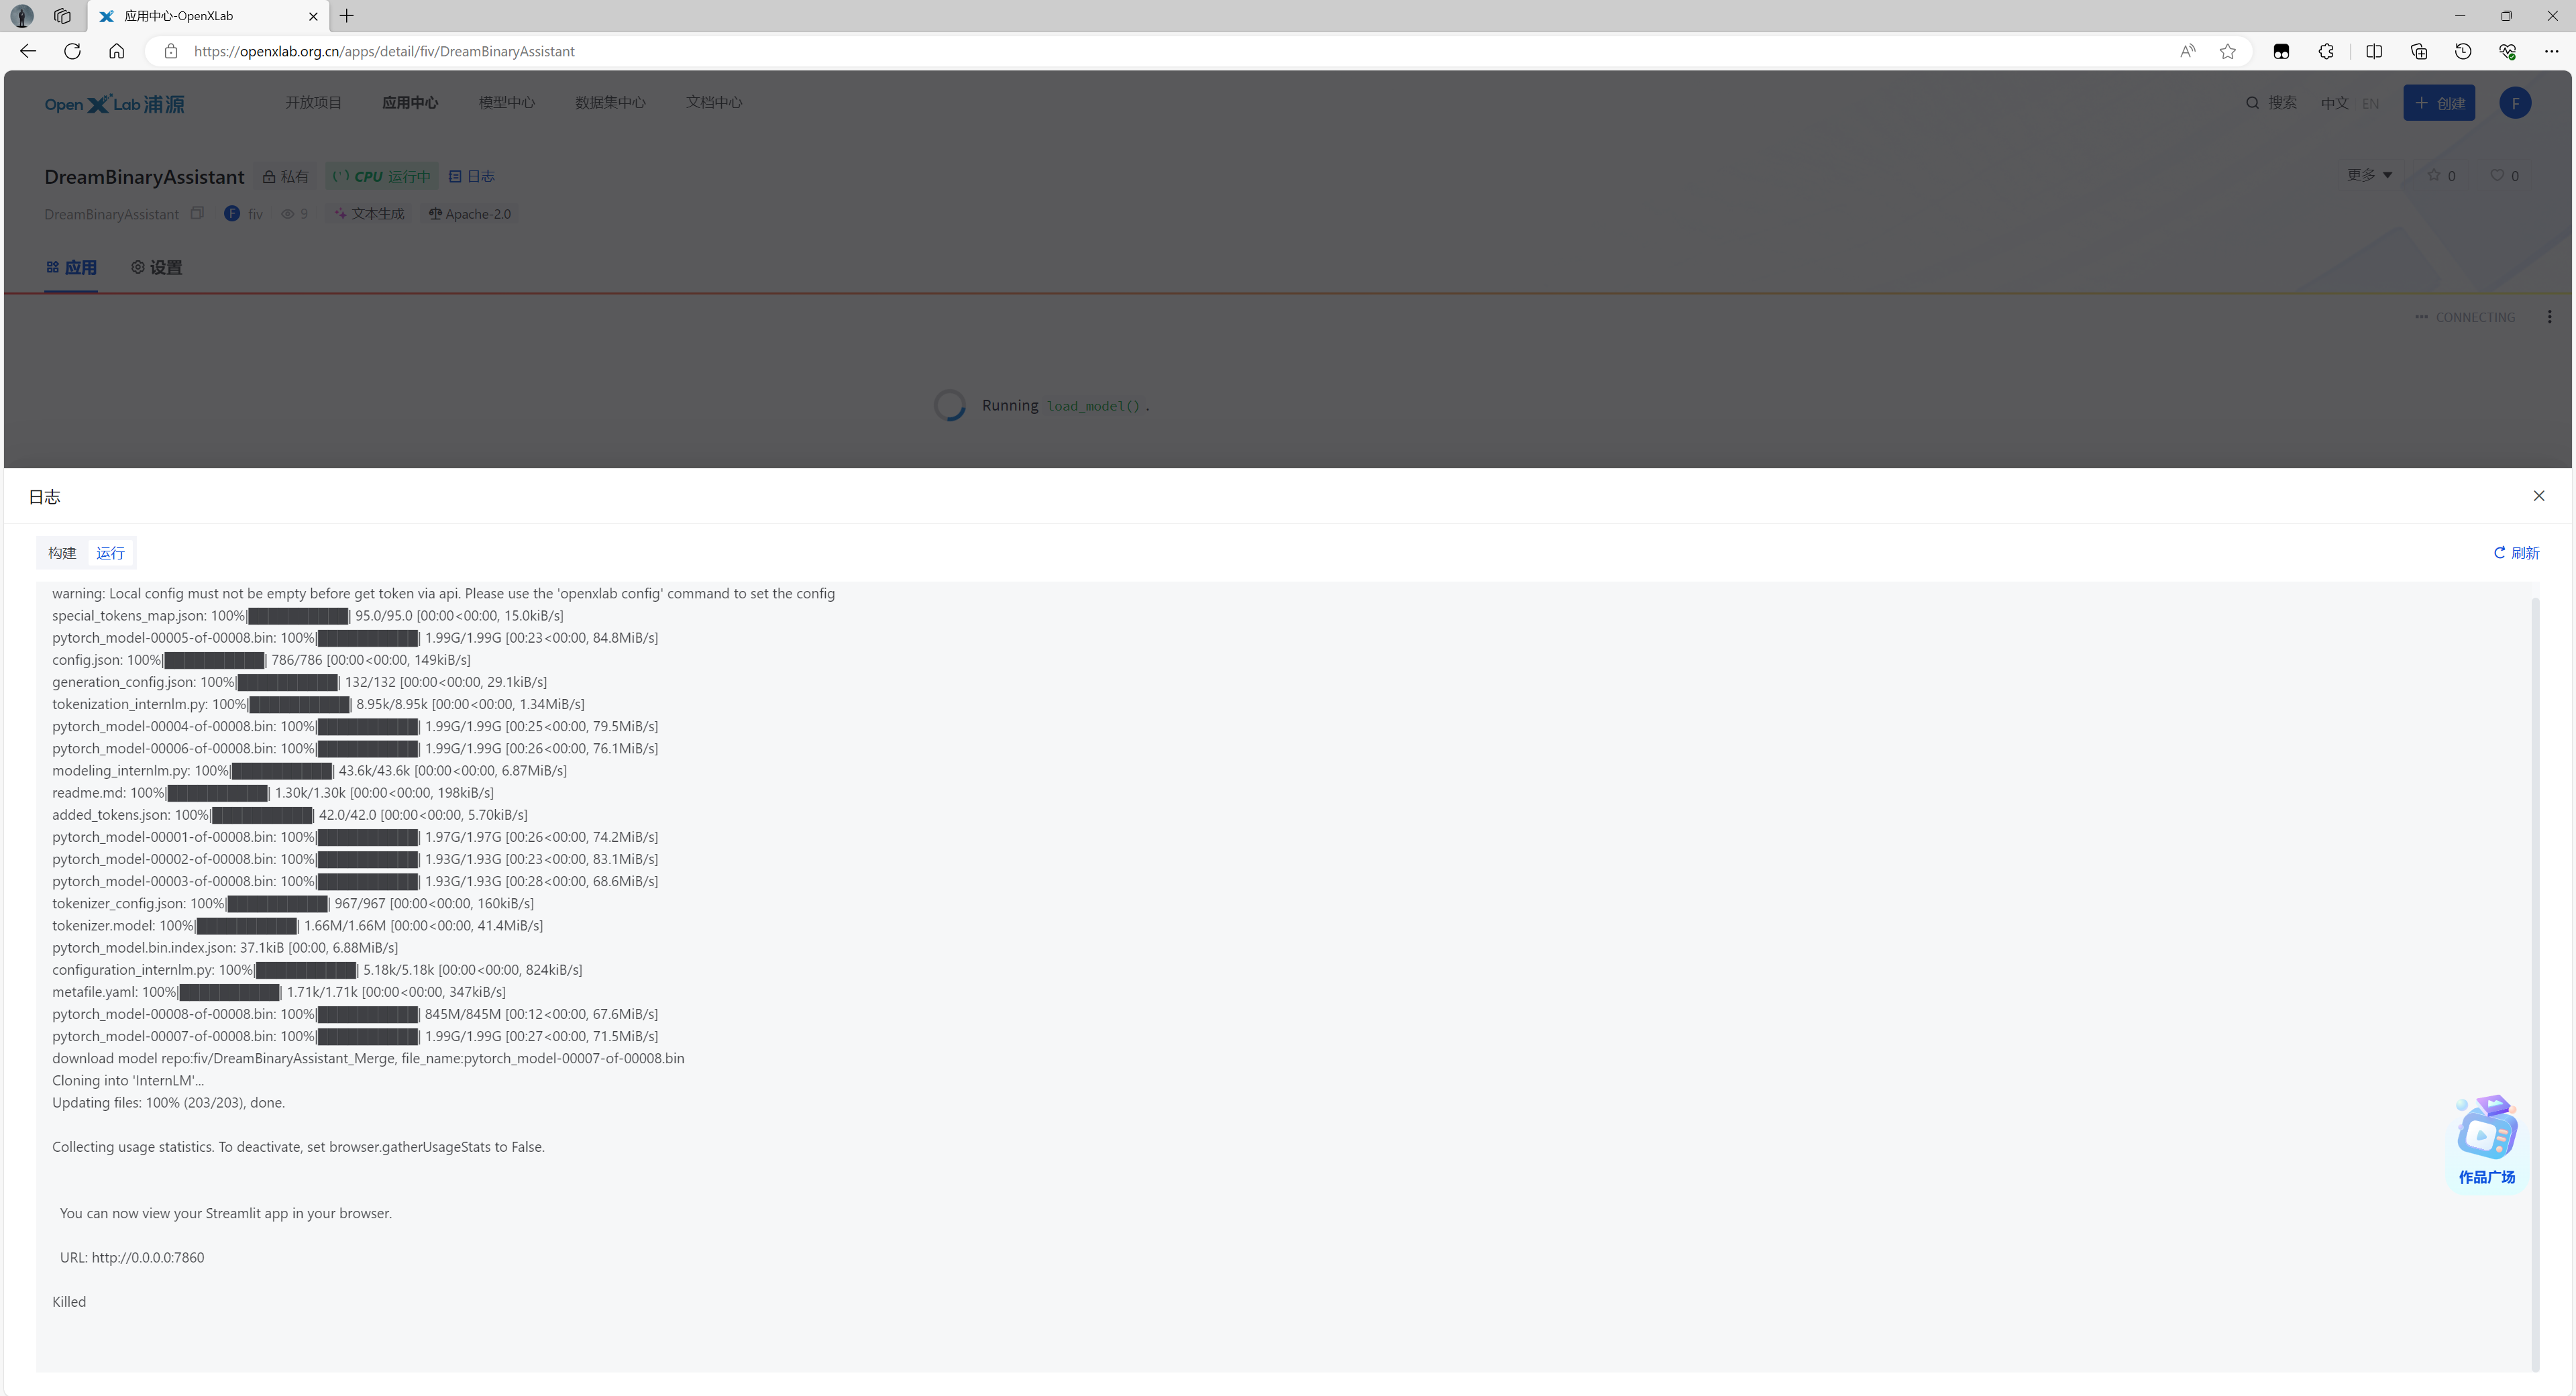 应用中心-OpenXLab
https://openxlab.org.cn/apps/detail/fiv/DreamBinaryAssistant
OpenXLab浦源 开放项目 应用中心 模型中心 数据集中心 文档中心 搜索 中文 EN + 创建 F
DreamBinaryAssistant 私有 CPU 运行中 日志 更多 0 0
DreamBinaryAssistant F fiv 9 文本生成 Apache-2.0
应用 设置
CONNECTING
Running load_model().
日志
构建 运行 刷新
warning: Local config must not be empty before get token via api. Please use the 'openxlab config' command to set the config
special_tokens_map.json: 100%|██████████| 95.0/95.0 [00:00<00:00, 15.0kiB/s]
pytorch_model-00005-of-00008.bin: 100%|██████████| 1.99G/1.99G [00:23<00:00, 84.8MiB/s]
config.json: 100%|██████████| 786/786 [00:00<00:00, 149kiB/s]
generation_config.json: 100%|██████████| 132/132 [00:00<00:00, 29.1kiB/s]
tokenization_internlm.py: 100%|██████████| 8.95k/8.95k [00:00<00:00, 1.34MiB/s]
pytorch_model-00004-of-00008.bin: 100%|██████████| 1.99G/1.99G [00:25<00:00, 79.5MiB/s]
pytorch_model-00006-of-00008.bin: 100%|██████████| 1.99G/1.99G [00:26<00:00, 76.1MiB/s]
modeling_internlm.py: 100%|██████████| 43.6k/43.6k [00:00<00:00, 6.87MiB/s]
readme.md: 100%|██████████| 1.30k/1.30k [00:00<00:00, 198kiB/s]
added_tokens.json: 100%|██████████| 42.0/42.0 [00:00<00:00, 5.70kiB/s]
pytorch_model-00001-of-00008.bin: 100%|██████████| 1.97G/1.97G [00:26<00:00, 74.2MiB/s]
pytorch_model-00002-of-00008.bin: 100%|██████████| 1.93G/1.93G [00:23<00:00, 83.1MiB/s]
pytorch_model-00003-of-00008.bin: 100%|██████████| 1.93G/1.93G [00:28<00:00, 68.6MiB/s]
tokenizer_config.json: 100%|██████████| 967/967 [00:00<00:00, 160kiB/s]
tokenizer.model: 100%|██████████| 1.66M/1.66M [00:00<00:00, 41.4MiB/s]
pytorch_model.bin.index.json: 37.1kiB [00:00, 6.88MiB/s]
configuration_internlm.py: 100%|██████████| 5.18k/5.18k [00:00<00:00, 824kiB/s]
metafile.yaml: 100%|██████████| 1.71k/1.71k [00:00<00:00, 347kiB/s]
pytorch_model-00008-of-00008.bin: 100%|██████████| 845M/845M [00:12<00:00, 67.6MiB/s]
pytorch_model-00007-of-00008.bin: 100%|██████████| 1.99G/1.99G [00:27<00:00, 71.5MiB/s]
download model repo:fiv/DreamBinaryAssistant_Merge, file_name:pytorch_model-00007-of-00008.bin
Cloning into 'InternLM'...
Updating files: 100% (203/203), done.
Collecting usage statistics. To deactivate, set browser.gatherUsageStats to False.
作品广场
You can now view your Streamlit app in your browser.
URL: http://0.0.0.0:7860
Killed